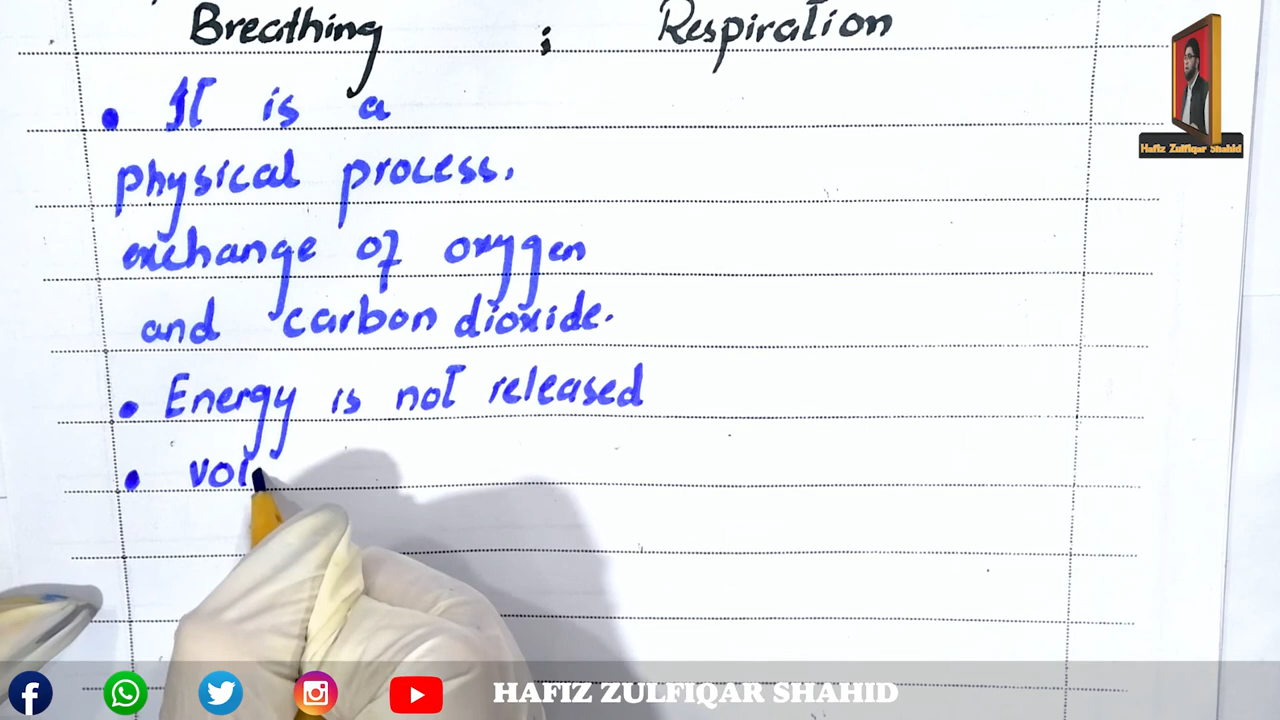 Breathing ; Respiration
Hafiz Zulfiqar Shahid
• It is a
physical process.
exchange of oxygen
and carbon dioxide.
• Energy is not released
• vol
HAFIZ ZULFIQAR SHAHID